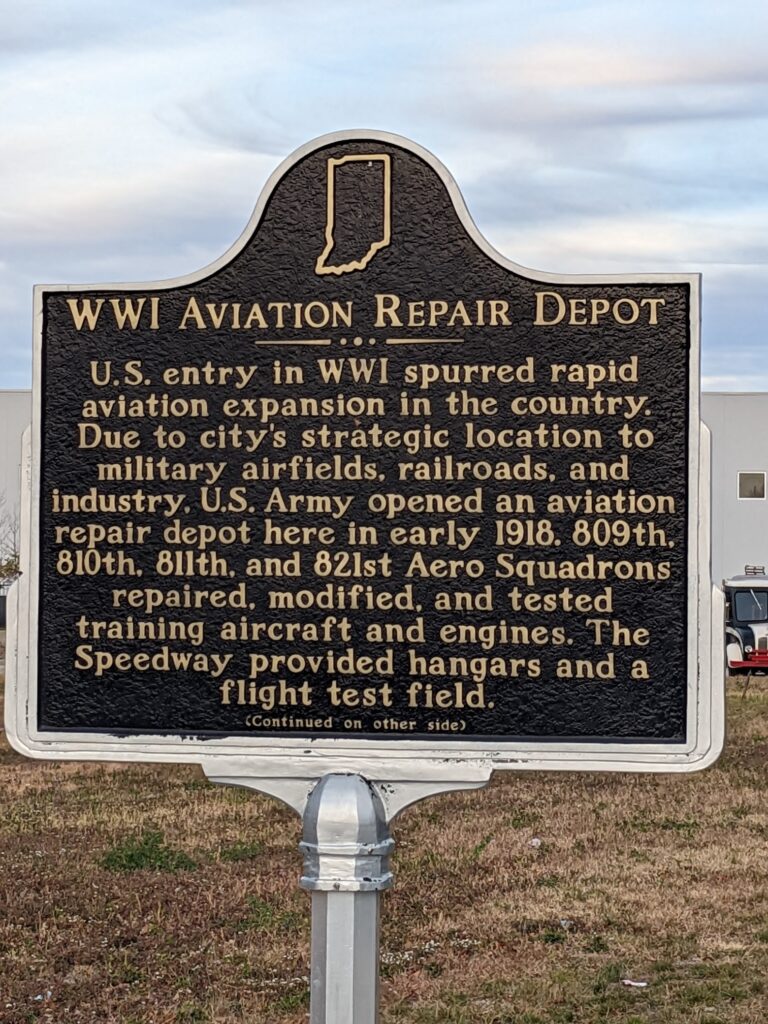 WWI AVIATION REPAIR DEPOT
U.S. entry in WWI spurred rapid
aviation expansion in the country.
Due to city's strategic location to
military airfields, railroads, and
industry, U.S. Army opened an aviation
repair depot here in early 1918. 809th,
810th, 811th, and 821st Aero Squadrons
repaired, modified, and tested
training aircraft and engines. The
Speedway provided hangars and a
flight test field.
(Continued on other side)